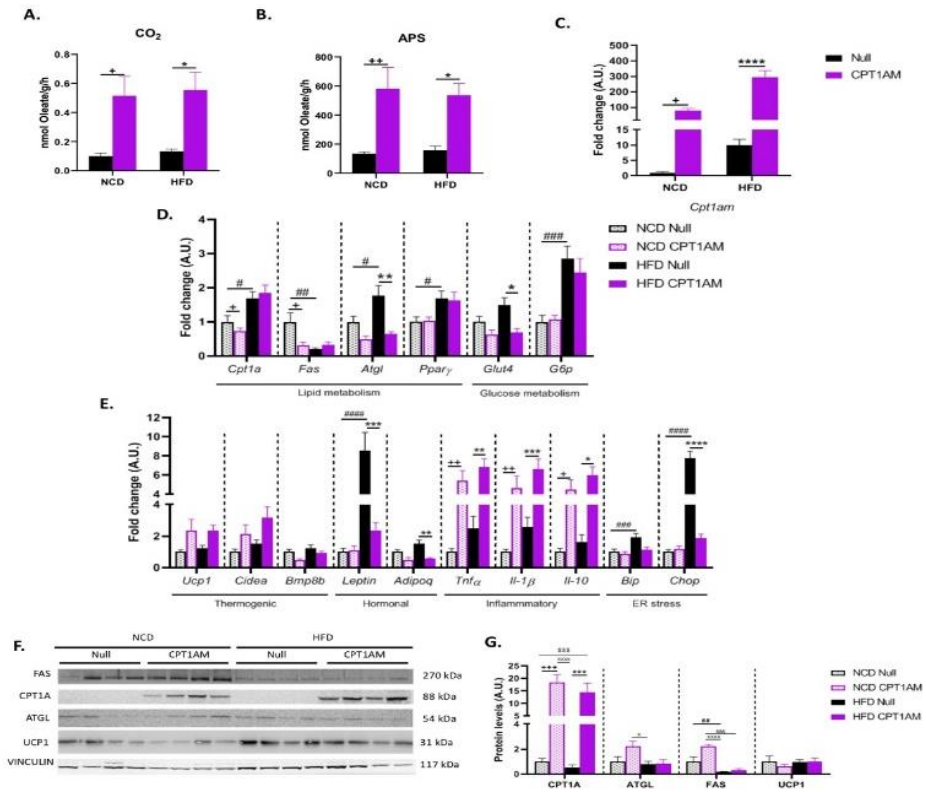 A.
CO2
nmol Oleate/g/h
0.8
0.6
0.4
0.2
0.0
+
*
NCD
HFD
B.
APS
nmol Oleate/g/h
800
600
400
200
0
++
*
NCD
HFD
C.
Fold change (A.U.)
500
400
300
200
100
15
10
5
0
+
****
NCD
HFD
Cpt1am
Null
CPT1AM
D.
Fold change (A.U.)
4
3
2
1
0
#
+
##
+
#
**
#
*
###
Cpt1a Fas Atgl Pparγ Glut4 G6p
Lipid metabolism Glucose metabolism
NCD Null
NCD CPT1AM
HFD Null
HFD CPT1AM
E.
Fold change (A.U.)
12
10
8
6
4
2
0
####
***
**
++
**
++
***
+
*
###
####
****
Ucp1 Cidea Bmp8b Leptin Adipoq Tnfα Il-1β Il-10 Bip Chop
Thermogenic Hormonal Inflammmatory ER stress
F.
NCD HFD
Null CPT1AM Null CPT1AM
FAS 270 kDa
CPT1A 88 kDa
ATGL 54 kDa
UCP1 31 kDa
VINCULIN 117 kDa
G.
Protein levels (A.U.)
25
20
15
10
5
4
2
0
***
***
##
CPT1A ATGL FAS UCP1
NCD Null
NCD CPT1AM
HFD Null
HFD CPT1AM